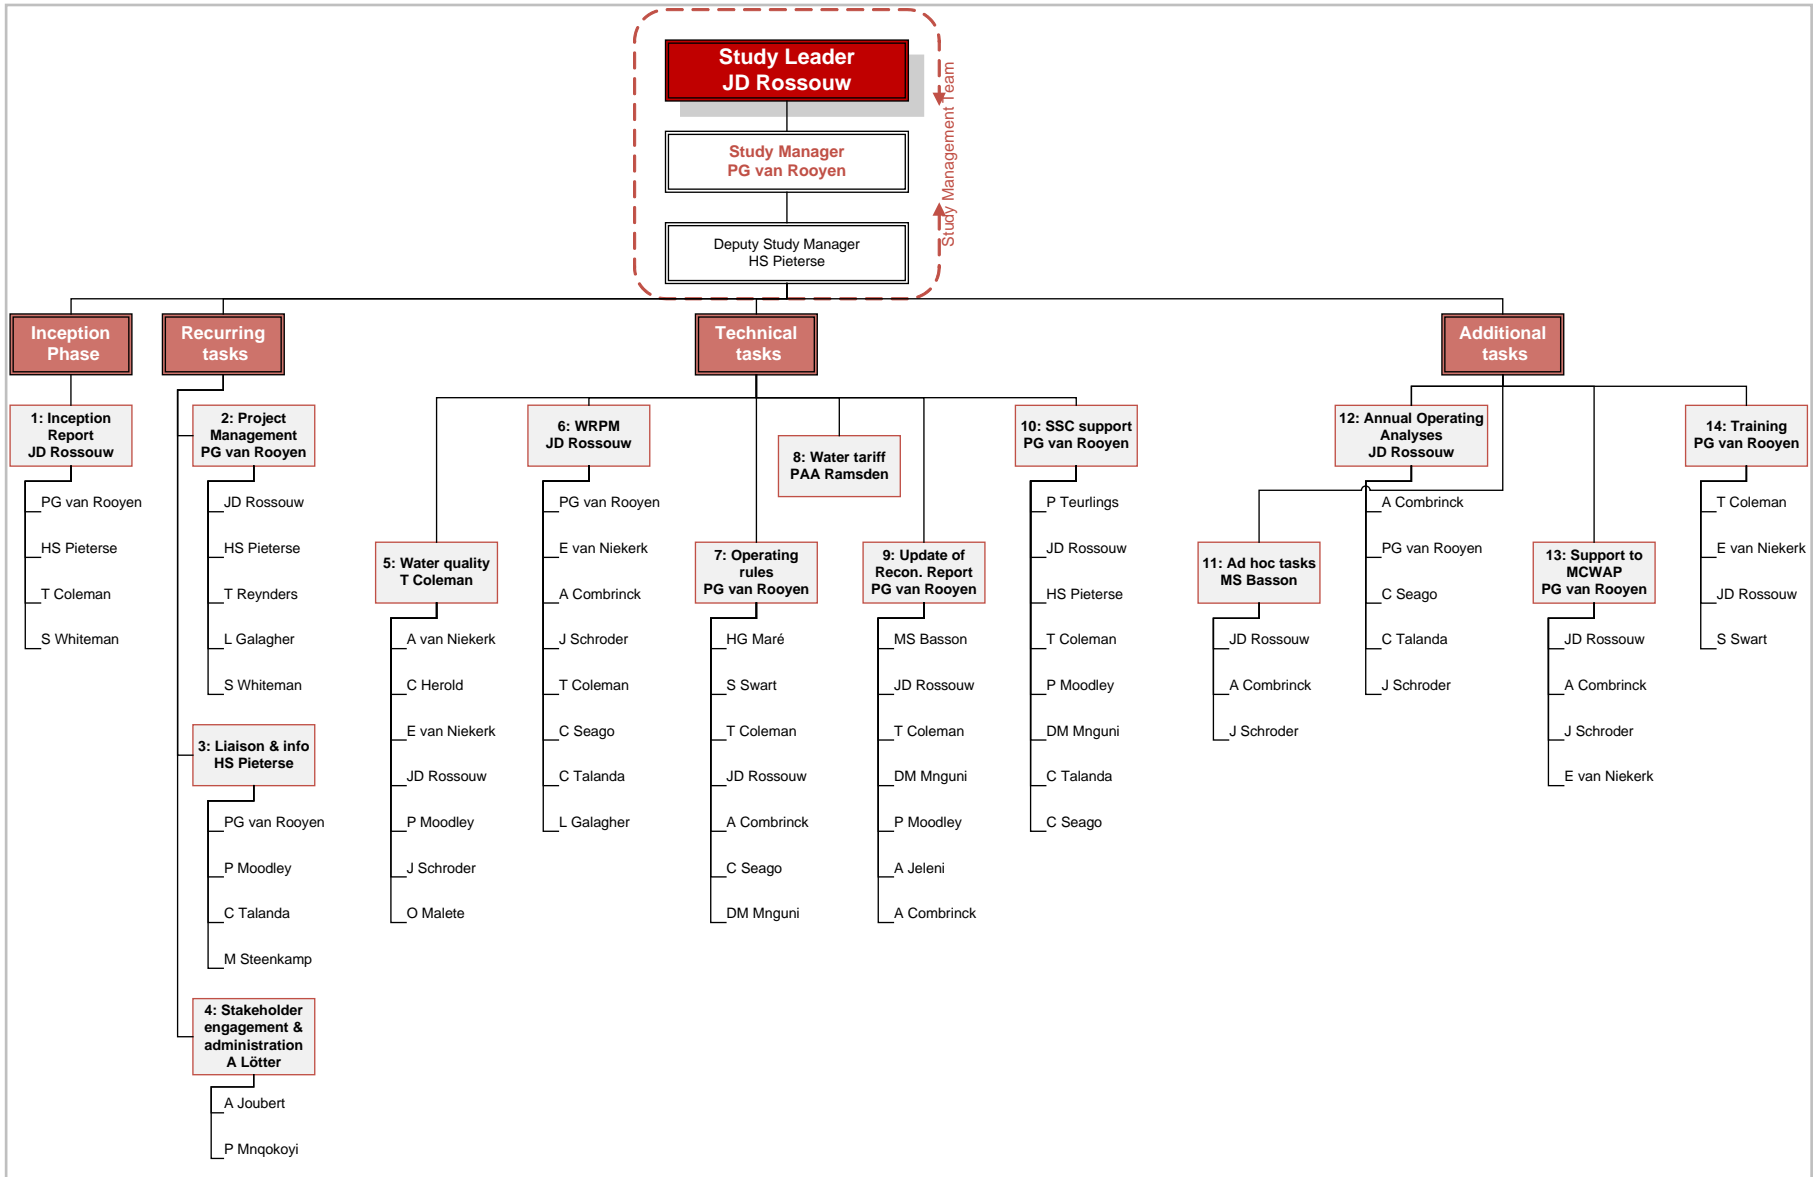 Study Leader
JD Rossouw
Study Manager
PG van Rooyen
Deputy Study Manager
HS Pieterse
Study Management Team
Inception
Phase
Recurring
tasks
Technical
tasks
Additional
tasks
1: Inception
Report
JD Rossouw
PG van Rooyen
HS Pieterse
T Coleman
S Whiteman
2: Project
Management
PG van Rooyen
JD Rossouw
HS Pieterse
T Reynders
L Galagher
S Whiteman
3: Liaison & info
HS Pieterse
PG van Rooyen
P Moodley
C Talanda
M Steenkamp
4: Stakeholder
engagement &
administration
A Lötter
A Joubert
P Mnqokoyi
5: Water quality
T Coleman
A van Niekerk
C Herold
E van Niekerk
JD Rossouw
P Moodley
J Schroder
O Malete
6: WRPM
JD Rossouw
PG van Rooyen
E van Niekerk
A Combrinck
J Schroder
T Coleman
C Seago
C Talanda
L Galagher
7: Operating
rules
PG van Rooyen
HG Maré
S Swart
T Coleman
JD Rossouw
A Combrinck
C Seago
DM Mnguni
8: Water tariff
PAA Ramsden
9: Update of
Recon. Report
PG van Rooyen
MS Basson
JD Rossouw
T Coleman
DM Mnguni
P Moodley
A Jeleni
A Combrinck
10: SSC support
PG van Rooyen
P Teurlings
JD Rossouw
HS Pieterse
T Coleman
P Moodley
DM Mnguni
C Talanda
C Seago
11: Ad hoc tasks
MS Basson
JD Rossouw
A Combrinck
J Schroder
12: Annual Operating
Analyses
JD Rossouw
A Combrinck
PG van Rooyen
C Seago
C Talanda
J Schroder
13: Support to
MCWAP
PG van Rooyen
JD Rossouw
A Combrinck
J Schroder
E van Niekerk
14: Training
PG van Rooyen
T Coleman
E van Niekerk
JD Rossouw
S Swart